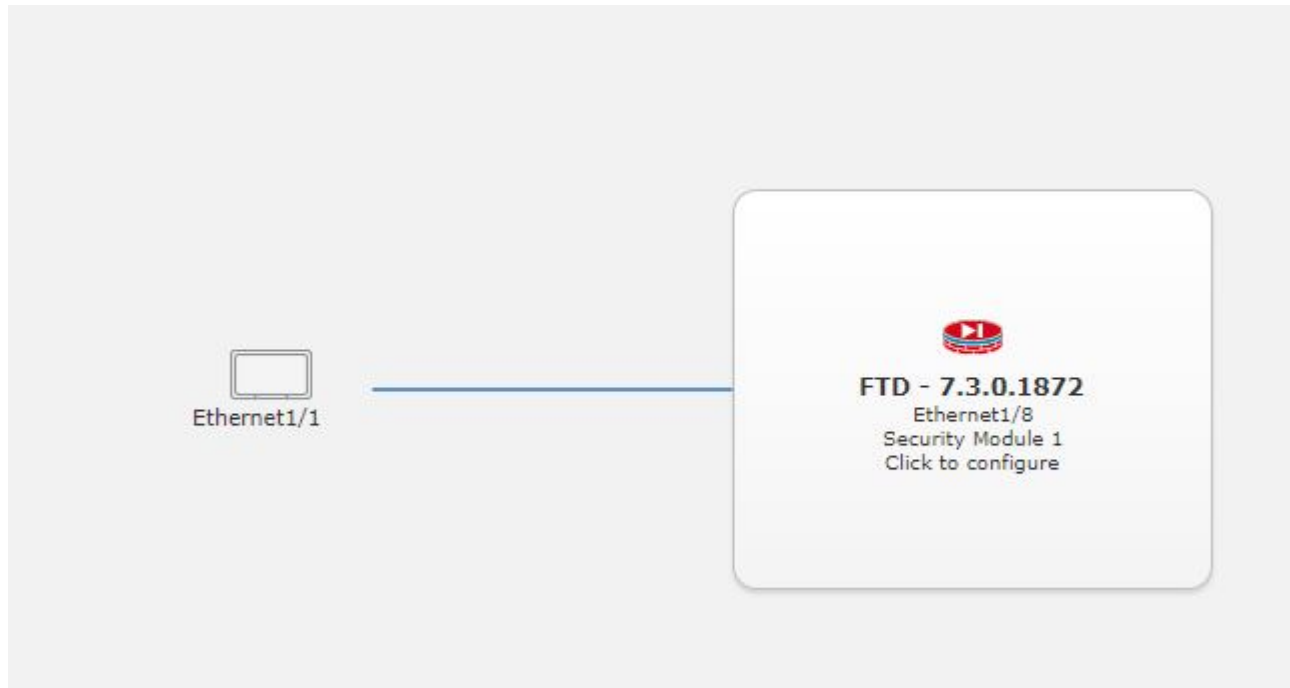 Ethernet1/1
FTD - 7.3.0.1872
Ethernet1/8
Security Module 1
Click to configure